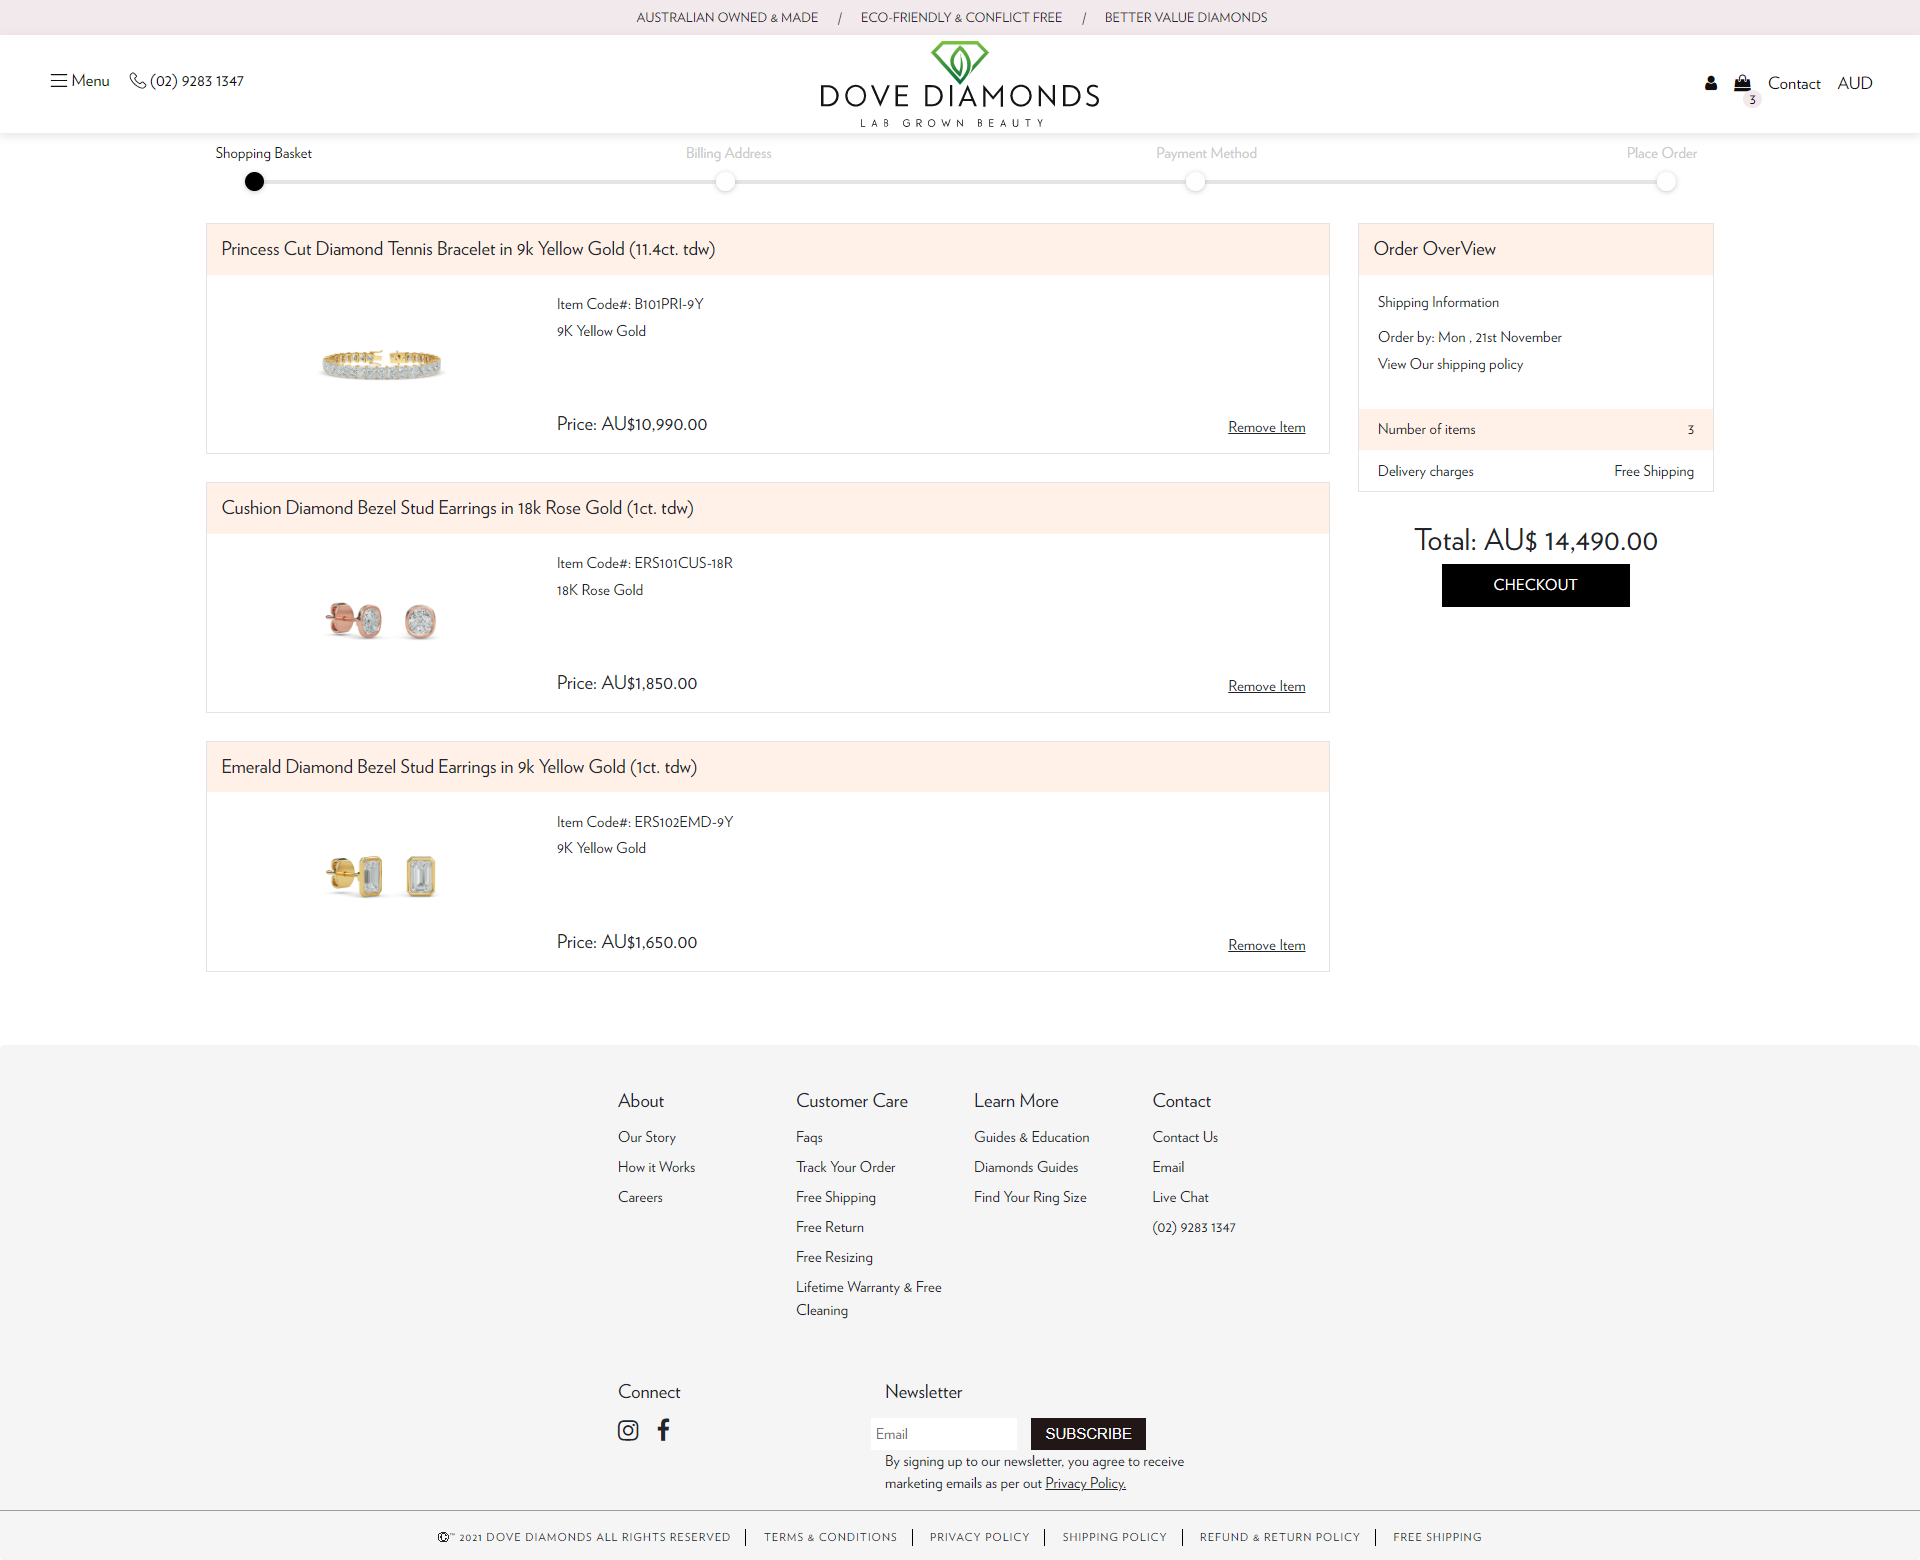 AUSTRALIAN OWNED & MADE / ECO-FRIENDLY & CONFLICT FREE / BETTER VALUE DIAMONDS
Menu (02) 9283 1347
DOVE DIAMONDS
LAB GROWN BEAUTY
3 Contact AUD
Shopping Basket Billing Address Payment Method Place Order
Princess Cut Diamond Tennis Bracelet in 9k Yellow Gold (11.4ct. tdw)
Item Code#: B101PRI-9Y
9K Yellow Gold
Price: AU$10,990.00
Remove Item
Cushion Diamond Bezel Stud Earrings in 18k Rose Gold (1ct. tdw)
Item Code#: ERS101CUS-18R
18K Rose Gold
Price: AU$1,850.00
Remove Item
Emerald Diamond Bezel Stud Earrings in 9k Yellow Gold (1ct. tdw)
Item Code#: ERS102EMD-9Y
9K Yellow Gold
Price: AU$1,650.00
Remove Item
Order OverView
Shipping Information
Order by: Mon , 21st November
View Our shipping policy
Number of items 3
Delivery charges Free Shipping
Total: AU$ 14,490.00
CHECKOUT
About
Our Story
How it Works
Careers
Customer Care
Faqs
Track Your Order
Free Shipping
Free Return
Free Resizing
Lifetime Warranty & Free
Cleaning
Learn More
Guides & Education
Diamonds Guides
Find Your Ring Size
Contact
Contact Us
Email
Live Chat
(02) 9283 1347
Connect
Newsletter
Email
SUBSCRIBE
By signing up to our newsletter, you agree to receive
marketing emails as per out Privacy Policy.
©™ 2021 DOVE DIAMONDS ALL RIGHTS RESERVED TERMS & CONDITIONS PRIVACY POLICY SHIPPING POLICY REFUND & RETURN POLICY FREE SHIPPING